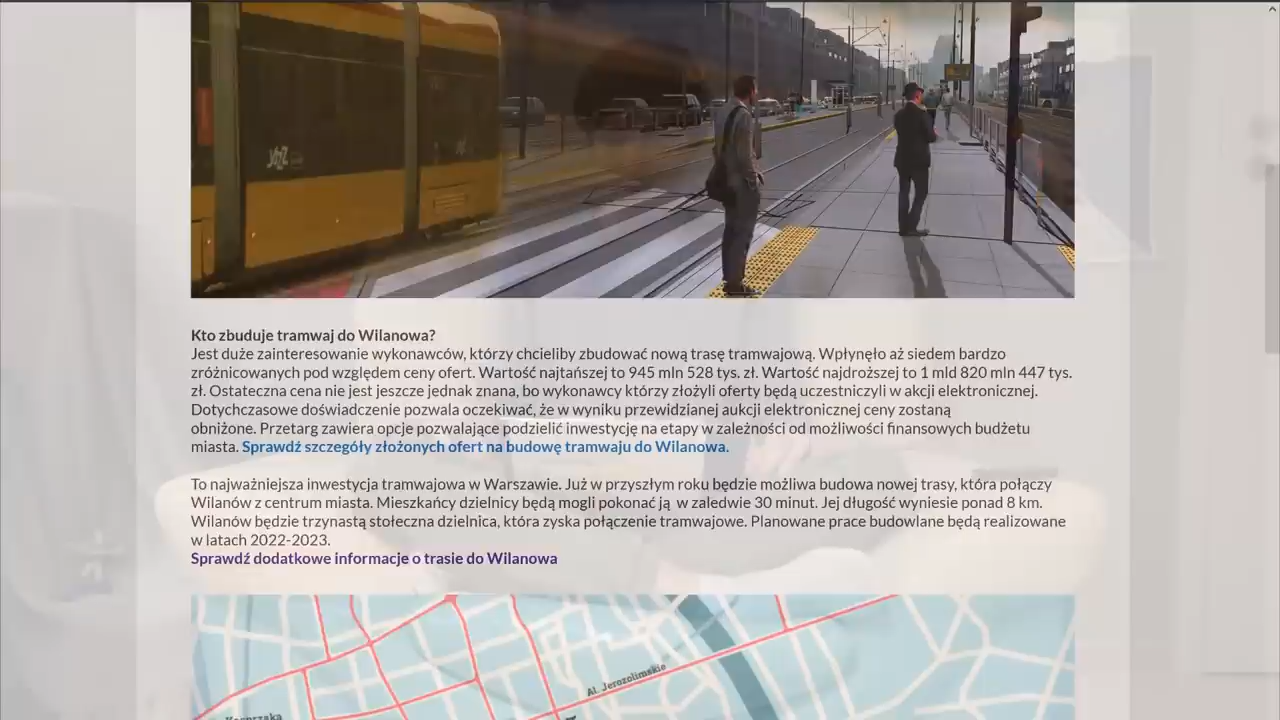 Kto zbuduje tramwaj do Wilanowa?
Jest duże zainteresowanie wykonawców, którzy chcieliby zbudować nową trasę tramwajową. Wpłynęło aż siedem bardzo
zróżnicowanych pod względem ceny ofert. Wartość najtańszej to 945 mln 528 tys. zł. Wartość najdroższej to 1 mld 820 mln 447 tys.
zł. Ostateczna cena nie jest jeszcze jednak znana, bo wykonawcy którzy złożyli oferty będą uczestniczyli w akcji elektronicznej.
Dotychczasowe doświadczenie pozwala oczekiwać, że w wyniku przewidzianej aukcji elektronicznej ceny zostaną
obniżone. Przetarg zawiera opcje pozwalające podzielić inwestycję na etapy w zależności od możliwości finansowych budżetu
miasta. Sprawdź szczegóły złożonych ofert na budowę tramwaju do Wilanowa.
To najważniejsza inwestycja tramwajowa w Warszawie. Już w przyszłym roku będzie możliwa budowa nowej trasy, która połączy
Wilanów z centrum miasta. Mieszkańcy dzielnicy będą mogli pokonać ją w zaledwie 30 minut. Jej długość wyniesie ponad 8 km.
Wilanów będzie trzynastą stołeczna dzielnica, która zyska połączenie tramwajowe. Planowane prace budowlane będą realizowane
w latach 2022-2023.
Sprawdź dodatkowe informacje o trasie do Wilanowa
Al. Jerozolimskie